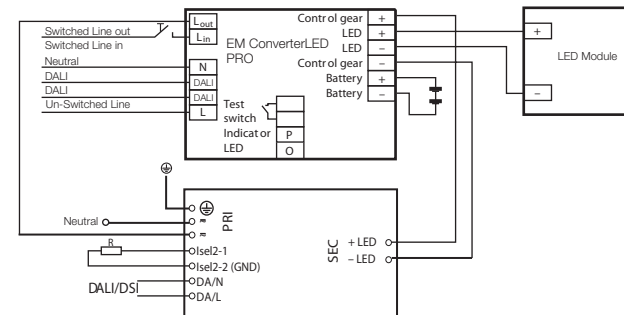 Switched Line out
Switched Line in
Neutral
DALI
DALI
Un-Switched Line
Lout
Lin
N
DALI
DALI
L
EM ConverterLED
PRO
Test
switch
Indicator
LED
P
O
Control gear +
LED +
LED –
Control gear –
Battery +
Battery –
+
–
LED Module
Neutral
R
DALI/DSI
PRI
≂
≂
Isel2-1
Isel2-2 (GND)
DA/N
DA/L
SEC
+ LED
– LED